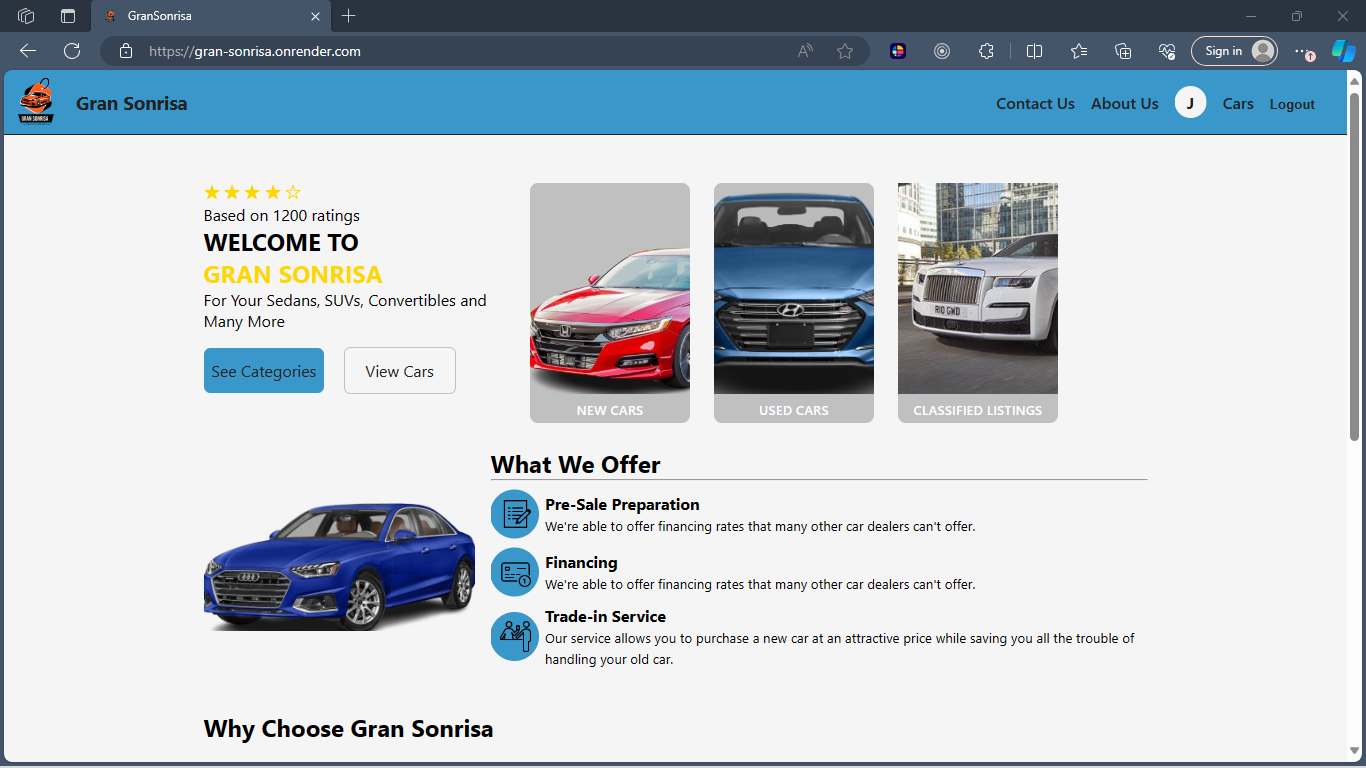 GranSonrisa
https://gran-sonrisa.onrender.com
Sign in
GRAN SONRISA
Gran Sonrisa
Contact Us
About Us
J
Cars
Logout
Based on 1200 ratings
WELCOME TO
GRAN SONRISA
For Your Sedans, SUVs, Convertibles and
Many More
See Categories
View Cars
NEW CARS
USED CARS
R10 GWD
CLASSIFIED LISTINGS
What We Offer
Pre-Sale Preparation
We're able to offer financing rates that many other car dealers can't offer.
Financing
We're able to offer financing rates that many other car dealers can't offer.
Trade-in Service
Our service allows you to purchase a new car at an attractive price while saving you all the trouble of
handling your old car.
Why Choose Gran Sonrisa